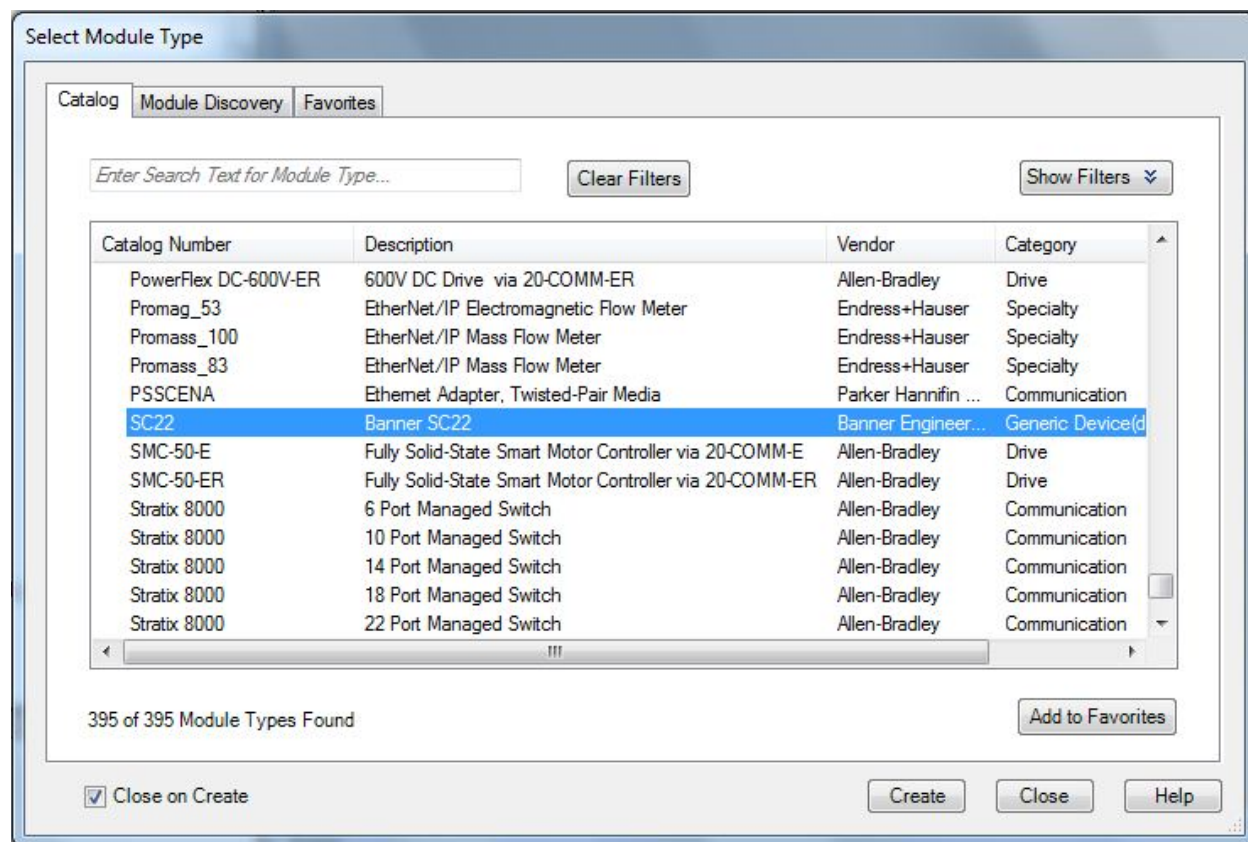 Select Module Type
Catalog Module Discovery Favorites
Enter Search Text for Module Type... Clear Filters Show Filters
Catalog Number Description Vendor Category
PowerFlex DC-600V-ER 600V DC Drive via 20-COMM-ER Allen-Bradley Drive
Promag_53 EtherNet/IP Electromagnetic Flow Meter Endress+Hauser Specialty
Promass_100 EtherNet/IP Mass Flow Meter Endress+Hauser Specialty
Promass_83 EtherNet/IP Mass Flow Meter Endress+Hauser Specialty
PSSCENA Ethernet Adapter, Twisted-Pair Media Parker Hannifin ... Communication
SC22 Banner SC22 Banner Engineer... Generic Device(d
SMC-50-E Fully Solid-State Smart Motor Controller via 20-COMM-E Allen-Bradley Drive
SMC-50-ER Fully Solid-State Smart Motor Controller via 20-COMM-ER Allen-Bradley Drive
Stratix 8000 6 Port Managed Switch Allen-Bradley Communication
Stratix 8000 10 Port Managed Switch Allen-Bradley Communication
Stratix 8000 14 Port Managed Switch Allen-Bradley Communication
Stratix 8000 18 Port Managed Switch Allen-Bradley Communication
Stratix 8000 22 Port Managed Switch Allen-Bradley Communication
395 of 395 Module Types Found Add to Favorites
Close on Create Create Close Help